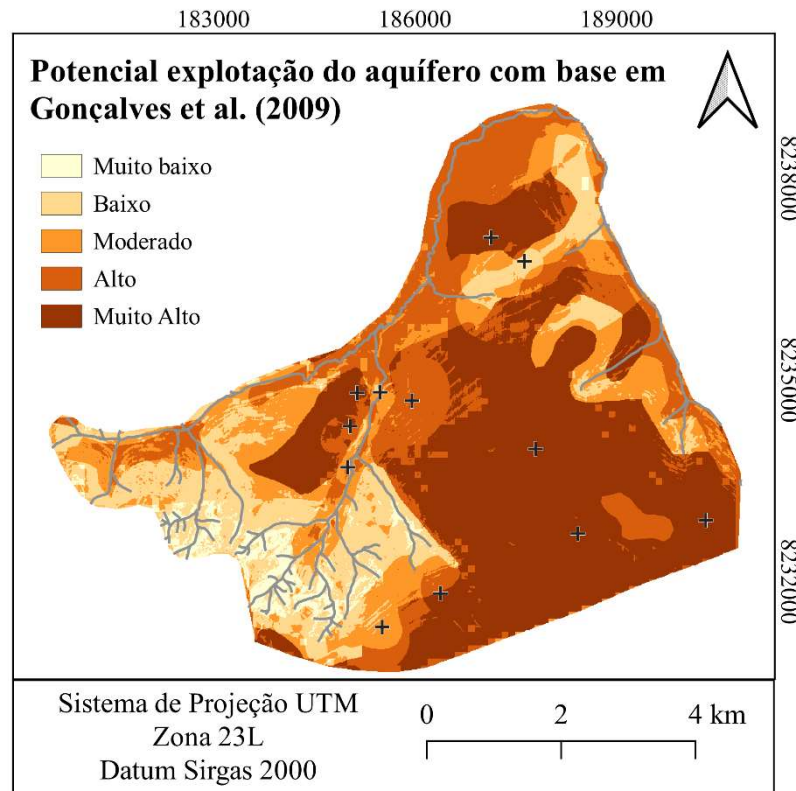 183000 186000 189000
Potencial explotação do aquífero com base em
Gonçalves et al. (2009)
Muito baixo
Baixo
Moderado
Alto
Muito Alto
8238000
8235000
8232000
Sistema de Projeção UTM
Zona 23L
Datum Sirgas 2000
0 2 4 km